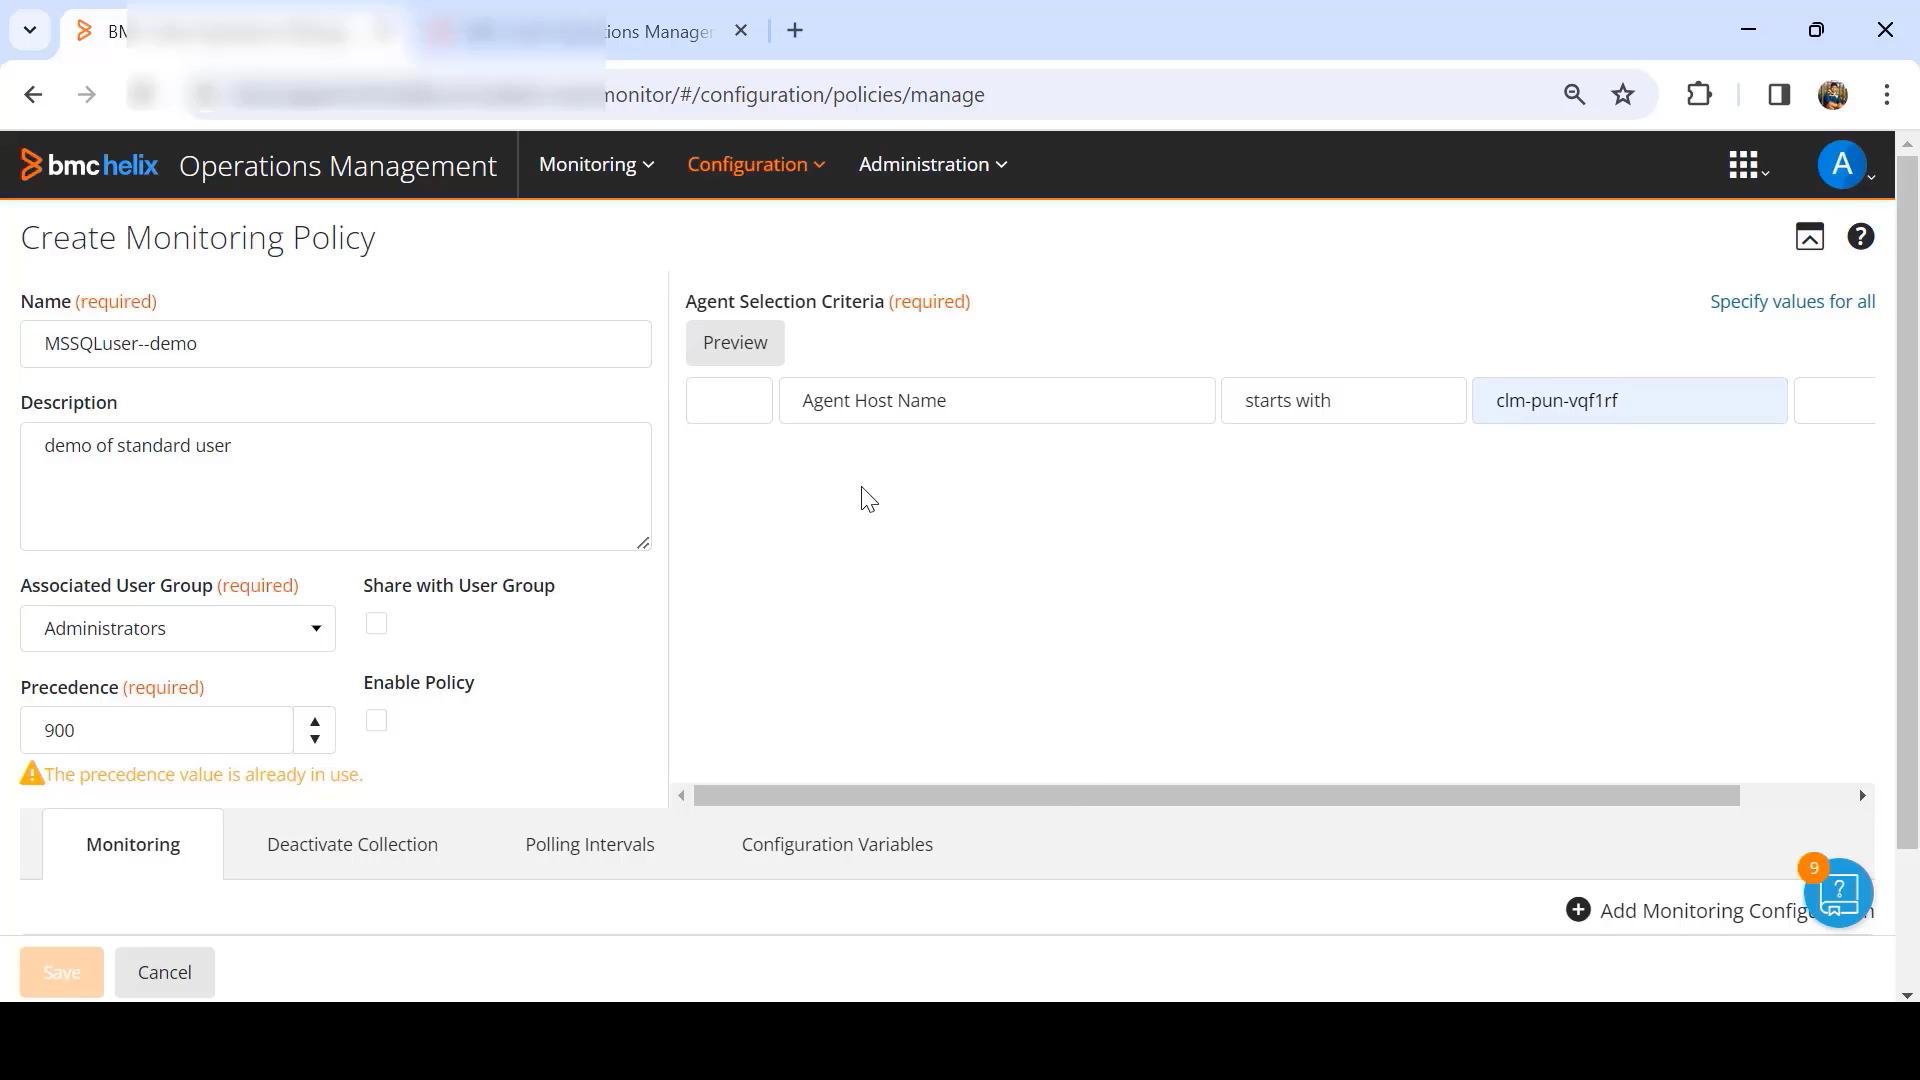 BM
ions Manager
monitor/#/configuration/policies/manage
bmc helix Operations Management
Monitoring
Configuration
Administration
A
Create Monitoring Policy
Name (required)
MSSQLuser--demo
Description
demo of standard user
Associated User Group (required)
Administrators
Share with User Group
Precedence (required)
900
Enable Policy
The precedence value is already in use.
Agent Selection Criteria (required)
Specify values for all
Preview
Agent Host Name
starts with
clm-pun-vqf1rf
Monitoring
Deactivate Collection
Polling Intervals
Configuration Variables
9
Add Monitoring Config
Save
Cancel